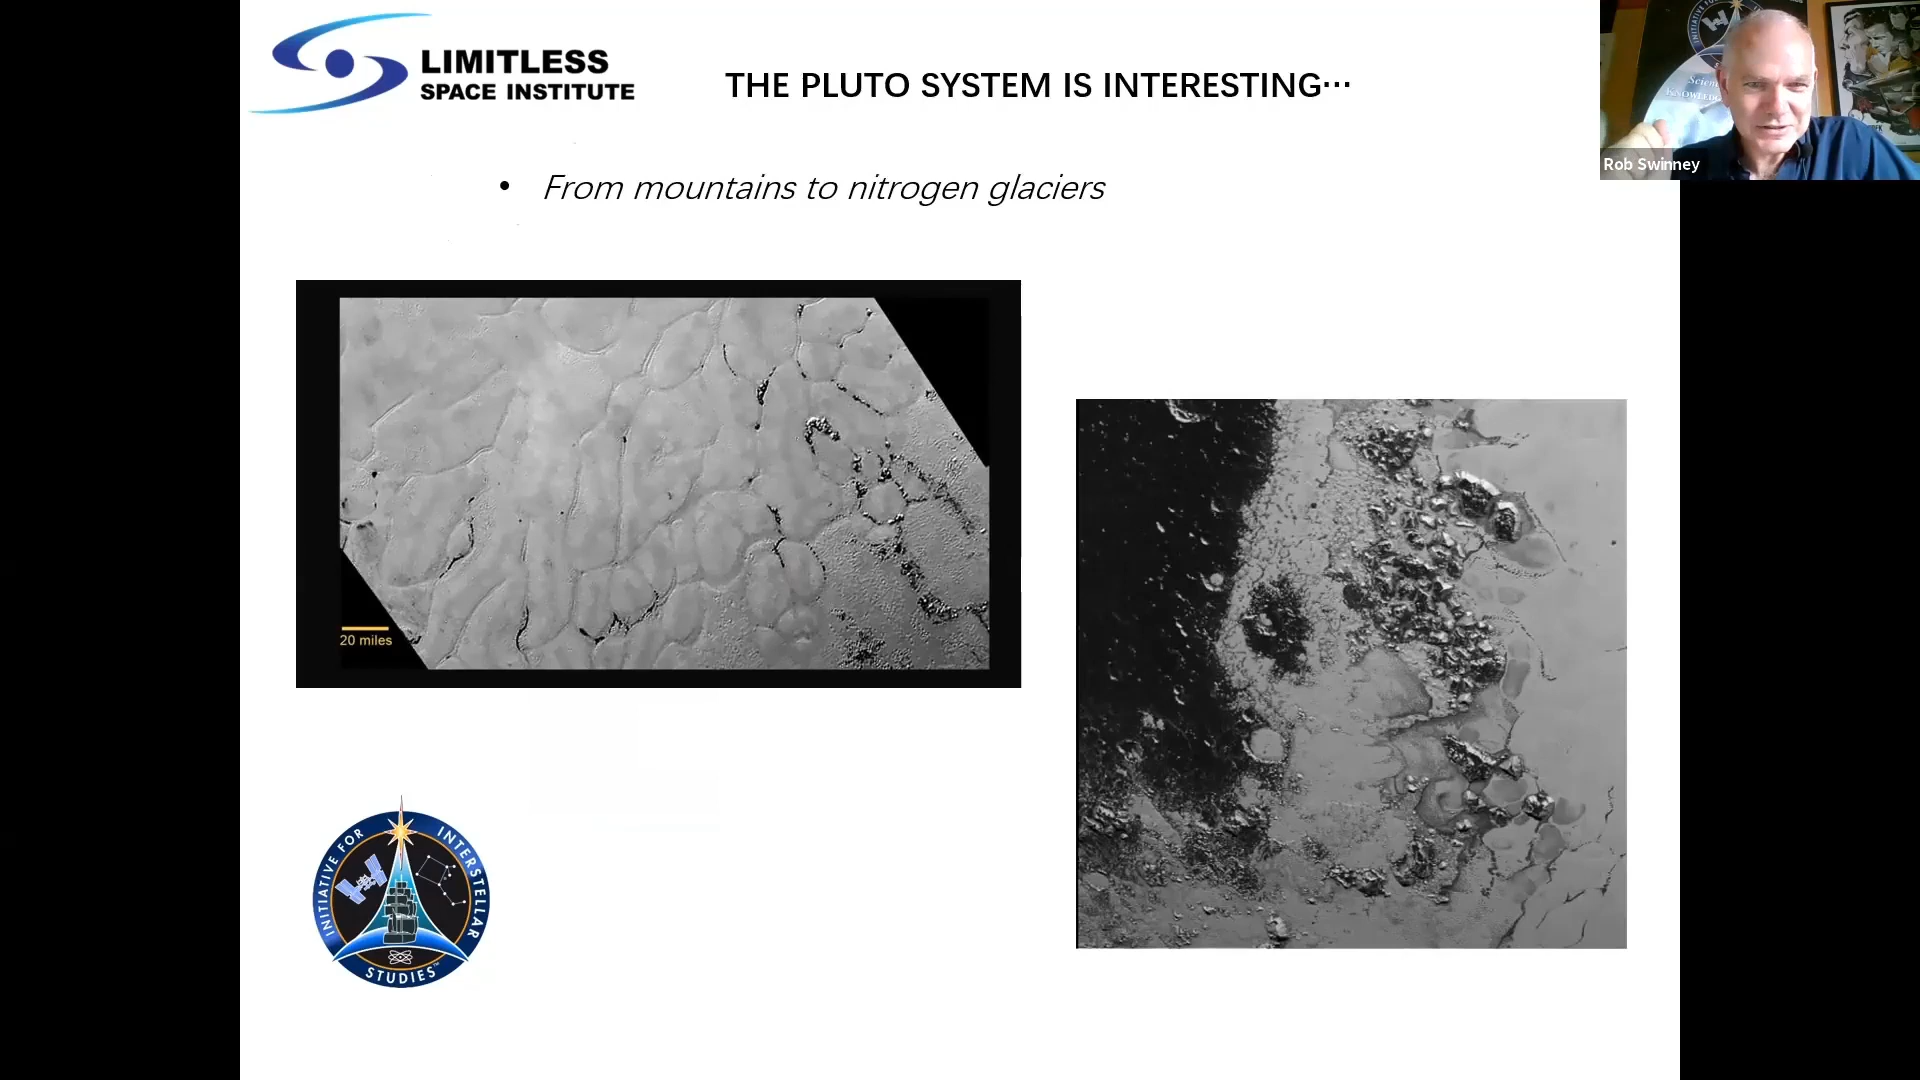 LIMITLESS
SPACE INSTITUTE
THE PLUTO SYSTEM IS INTERESTING…
• From mountains to nitrogen glaciers
Rob Swinney
20 miles
INITIATIVE FOR INTERSTELLAR
STUDIES™